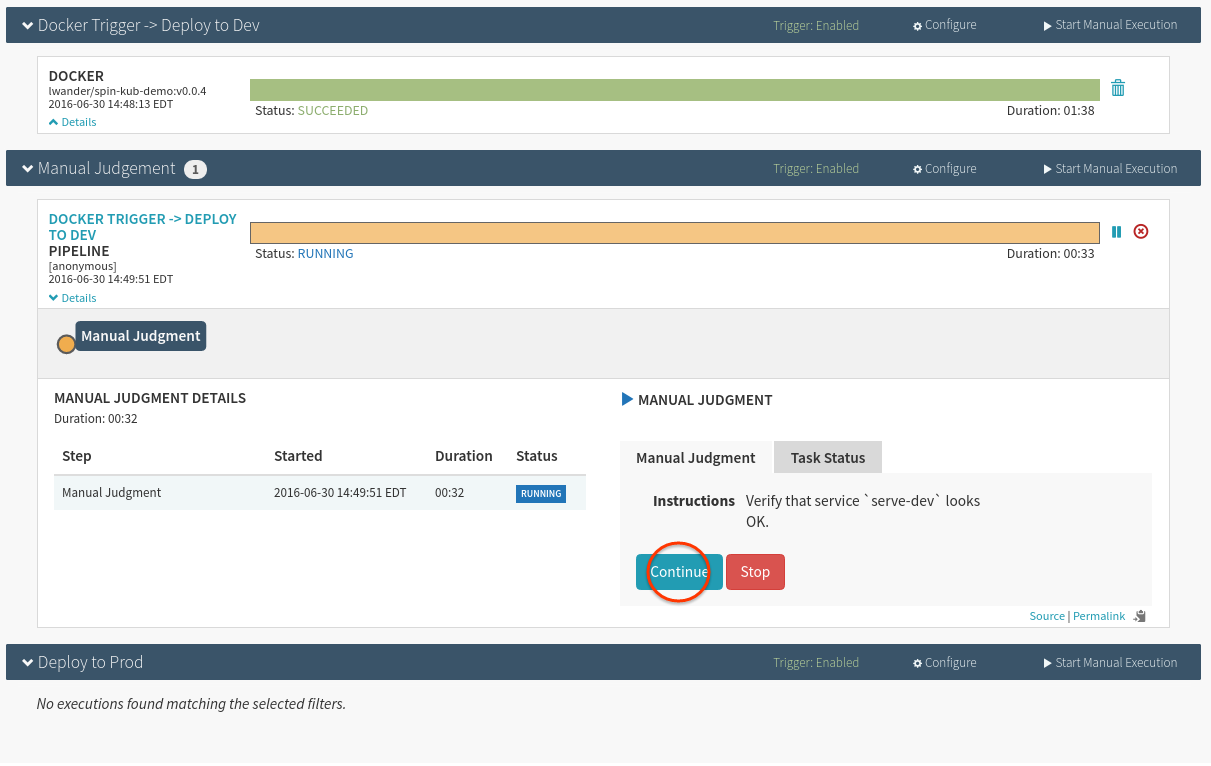 Docker Trigger -> Deploy to Dev Trigger: Enabled Configure Start Manual Execution
DOCKER
lwander/spin-kub-demo:v0.0.4
2016-06-30 14:48:13 EDT
Details
Status: SUCCEEDED Duration: 01:38
Manual Judgement 1 Trigger: Enabled Configure Start Manual Execution
DOCKER TRIGGER -> DEPLOY
TO DEV
PIPELINE
[anonymous]
2016-06-30 14:49:51 EDT
Details
Status: RUNNING Duration: 00:33
Manual Judgment
MANUAL JUDGMENT DETAILS
Duration: 00:32
Step Started Duration Status
Manual Judgment 2016-06-30 14:49:51 EDT 00:32 RUNNING
MANUAL JUDGMENT
Manual Judgment Task Status
Instructions Verify that service `serve-dev` looks
OK.
Continue Stop
Source | Permalink
Deploy to Prod Trigger: Enabled Configure Start Manual Execution
No executions found matching the selected filters.